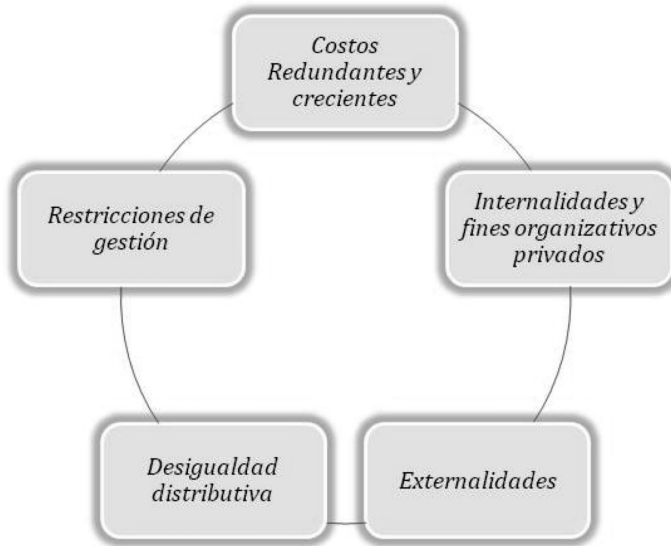 Costos
Redundantes y
crecientes
Internalidades y
fines organizativos
privados
Externalidades
Desigualdad
distributiva
Restricciones de
gestión